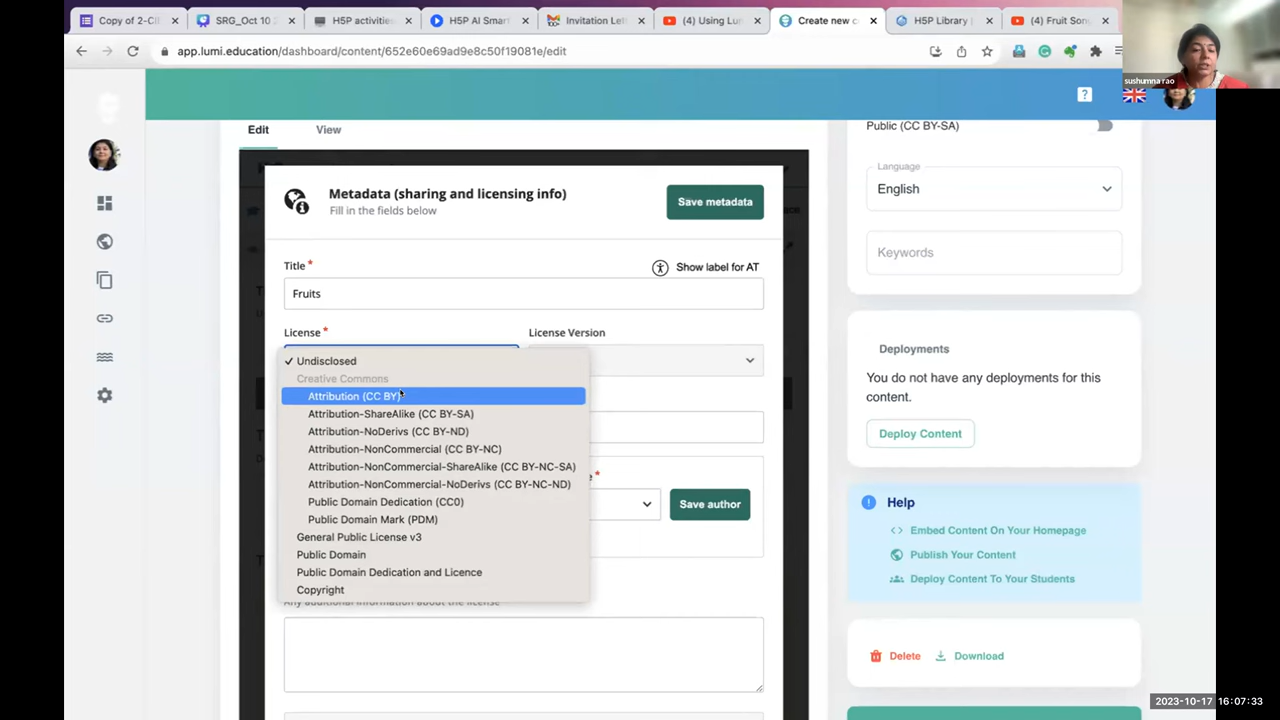 Copy of 2-Cil
SRG_Oct 10
H5P activities
H5P AI Smart
Invitation Lett
(4) Using Lum
Create new c
H5P Library |
(4) Fruit Son
app.lumi.education/dashboard/content/652e60e69ad9e8c50f19081e/edit
sushumna rao
?
Edit
View
Public (CC BY-SA)
Metadata (sharing and licensing info)
Fill in the fields below
Save metadata
Language
English
Keywords
Title *
Show label for AT
Fruits
License *
License Version
Undisclosed
Creative Commons
Attribution (CC BY)
Attribution-ShareAlike (CC BY-SA)
Attribution-NoDerivs (CC BY-ND)
Attribution-NonCommercial (CC BY-NC)
Attribution-NonCommercial-ShareAlike (CC BY-NC-SA)
Attribution-NonCommercial-NoDerivs (CC BY-NC-ND)
Public Domain Dedication (CC0)
Public Domain Mark (PDM)
General Public License v3
Public Domain
Public Domain Dedication and Licence
Copyright
Save author
Any additional information about the license
Deployments
You do not have any deployments for this
content.
Deploy Content
Help
Embed Content On Your Homepage
Publish Your Content
Deploy Content To Your Students
Delete
Download
2023-10-17 16:07:33